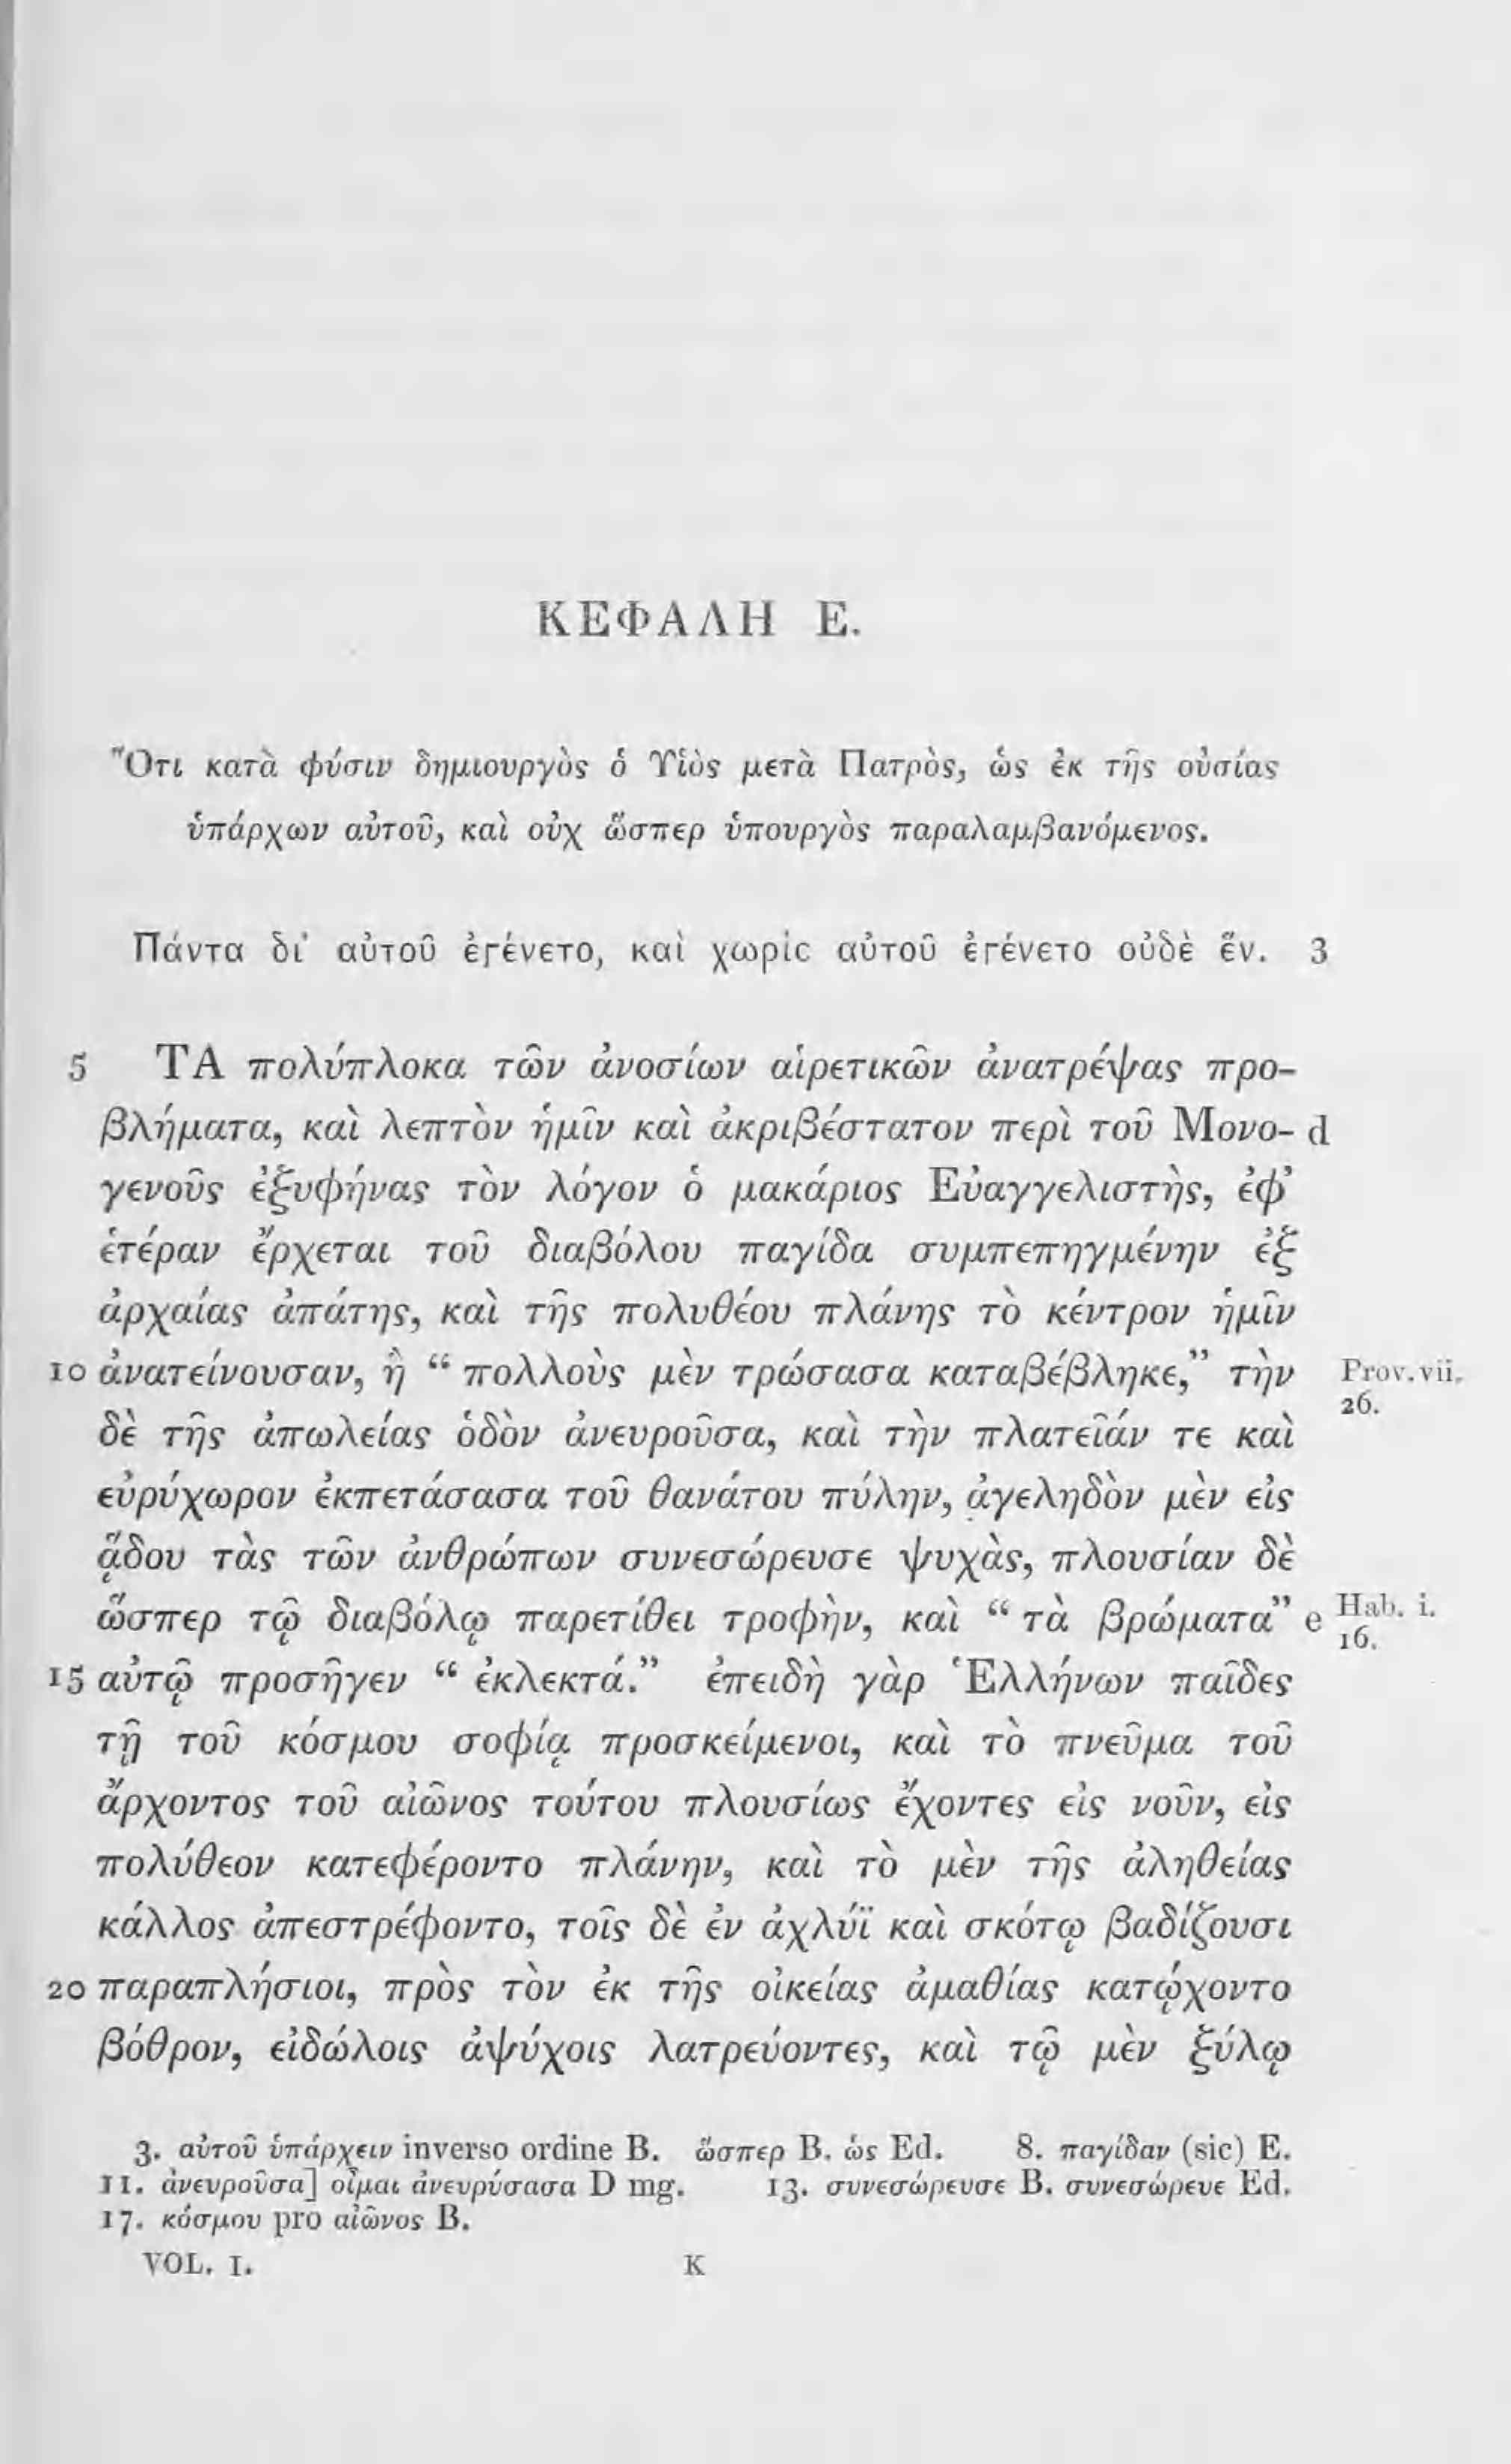 ΚΕΦΑΛΗ Ε.
Ὅτι κατὰ φύσιν δημιουργὸς ὁ Υἱὸς μετὰ Πατρὸς, ὡς ἐκ τῆς οὐσίας
ὑπάρχων αὐτοῦ, καὶ οὐχ ὥσπερ ὑπουργὸς παραλαμβανόμενος.
Πάντα δι' αὐτοῦ ἐγένετο, καὶ χωρὶς αὐτοῦ ἐγένετο οὐδὲ ἕν. 3
5 ΤΑ πολύπλοκα τῶν ἀνοσίων αἱρετικῶν ἀνατρέψας προ-
βλήματα, καὶ λεπτὸν ἡμῖν καὶ ἀκριβέστατον περὶ τοῦ Μονο- d
γενοῦς ἐξυφήνας τὸν λόγον ὁ μακάριος Εὐαγγελιστὴς, ἐφ'
ἑτέραν ἔρχεται τοῦ διαβόλου παγίδα συμπεπηγμένην ἐξ
ἀρχαίας ἀπάτης, καὶ τῆς πολυθέου πλάνης τὸ κέντρον ἡμῖν
10 ἀνατείνουσαν, ἣ “ πολλοὺς μὲν τρώσασα καταβέβληκε,” τὴν Prov. vii.
26.
δὲ τῆς ἀπωλείας ὁδὸν ἀνευροῦσα, καὶ τὴν πλατεῖάν τε καὶ
εὐρύχωρον ἐκπετάσασα τοῦ θανάτου πύλην, ἀγεληδὸν μὲν εἰς
ᾅδου τὰς τῶν ἀνθρώπων συνεσώρευσε ψυχὰς, πλουσίαν δὲ
ὥσπερ τῷ διαβόλῳ παρετίθει τροφὴν, καὶ “ τὰ βρώματα” e Hab. i.
16.
15 αὐτῷ προσῆγεν “ ἐκλεκτά.” ἐπειδὴ γὰρ Ἑλλήνων παῖδες
τῇ τοῦ κόσμου σοφίᾳ προσκείμενοι, καὶ τὸ πνεῦμα τοῦ
ἄρχοντος τοῦ αἰῶνος τούτου πλουσίως ἔχοντες εἰς νοῦν, εἰς
πολύθεον κατεφέροντο πλάνην, καὶ τὸ μὲν τῆς ἀληθείας
κάλλος ἀπεστρέφοντο, τοῖς δὲ ἐν ἀχλύϊ καὶ σκότῳ βαδίζουσι
20 παραπλήσιοι, πρὸς τὸν ἐκ τῆς οἰκείας ἀμαθίας κατῴχοντο
βόθρον, εἰδώλοις ἀψύχοις λατρεύοντες, καὶ τῷ μὲν ξύλῳ
3. αὐτοῦ ὑπάρχειν inverso ordine B. ὥσπερ B. ὡς Ed. 8. παγίδαν (sic) E.
11. ἀνευροῦσα] οἶμαι ἀνευρύσασα D mg. 13. συνεσώρευσε B. συνεσώρευε Ed.
17. κόσμου pro αἰῶνος B.
VOL. I. K